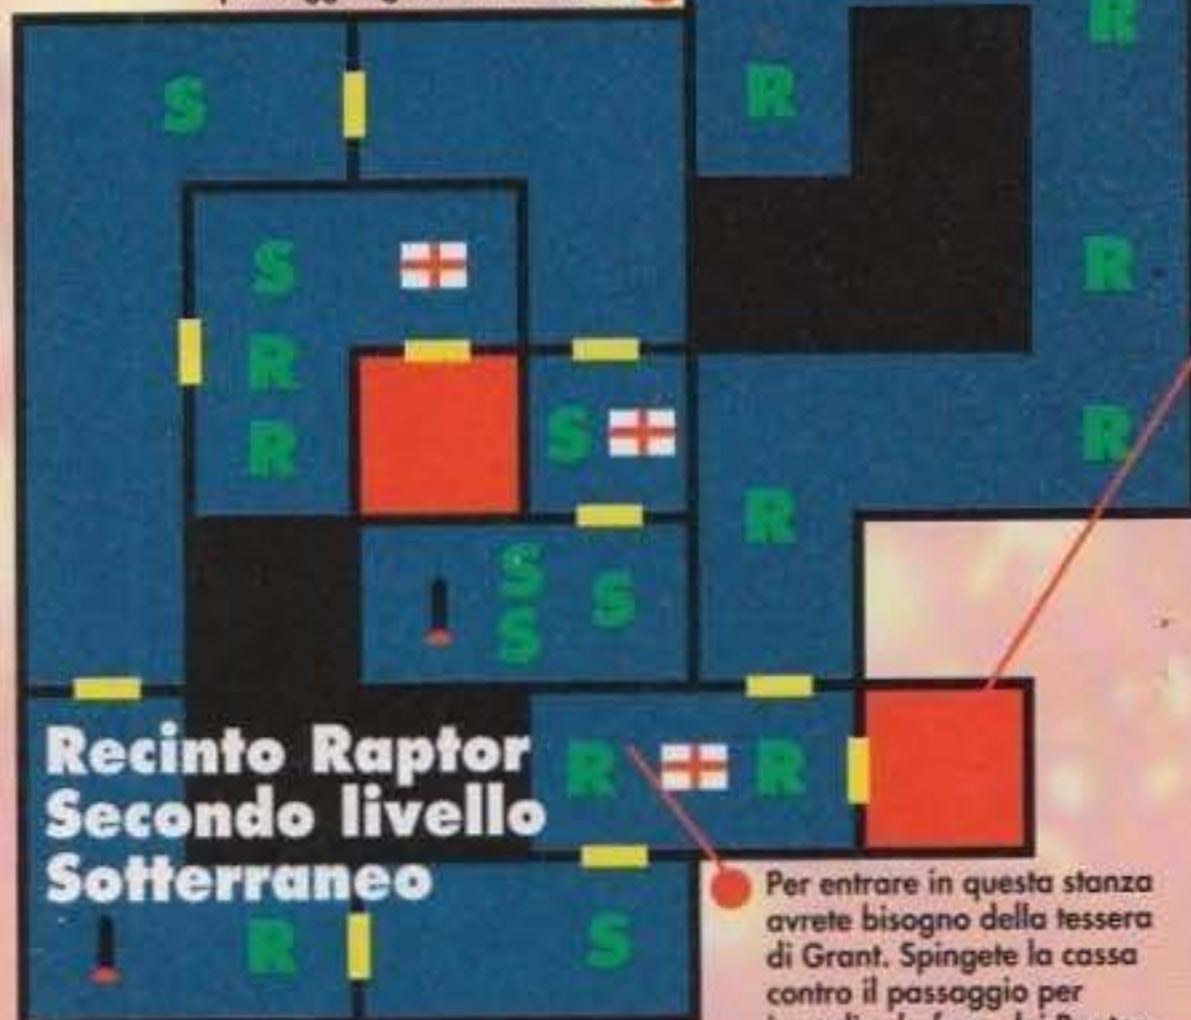 S
R
R
S
R
R
R
S
R
R
S
S
S
Recinto Raptor
Secondo livello
Sotterraneo
R
R
R
S
Per entrare in questa stanza
avrete bisogno della tessera
di Grant. Spingete la cassa
contro il passaggio per